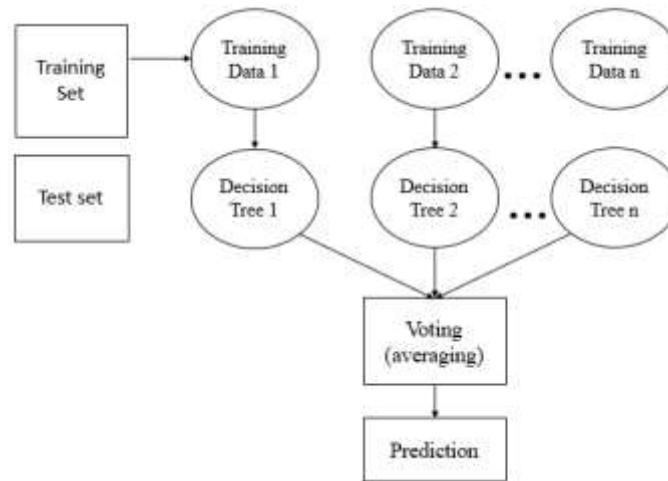 Training
Set
Training
Data 1
Training
Data 2
Training
Data n
Test set
Decision
Tree 1
Decision
Tree 2
Decision
Tree n
Voting
(averaging)
Prediction